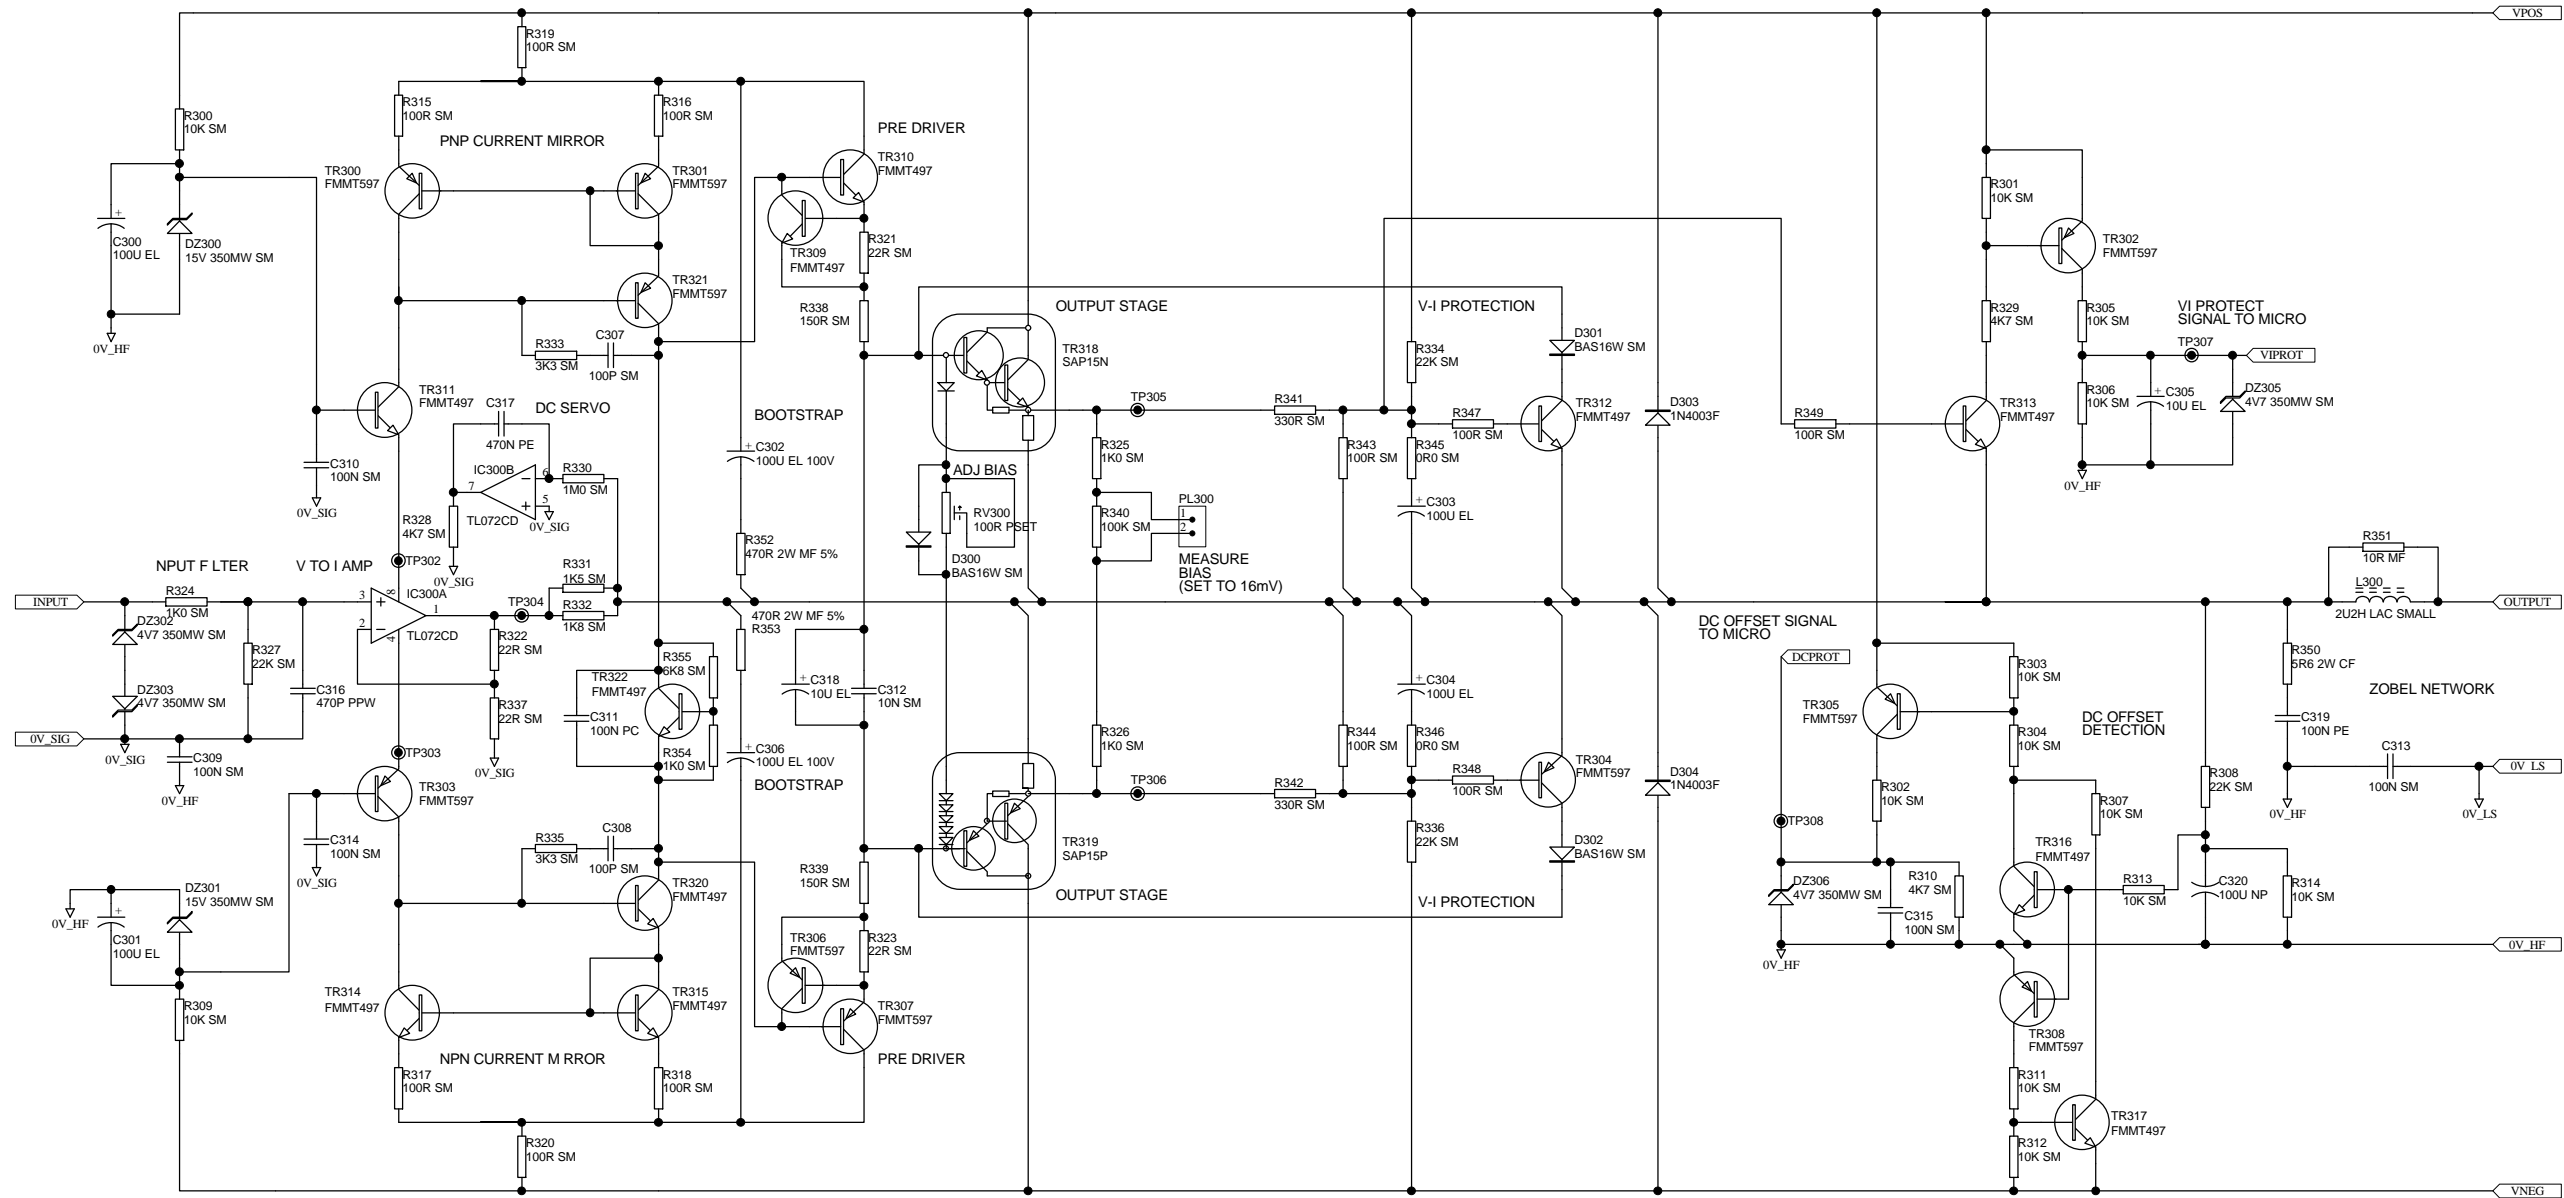 VPOS
R319
100R SM
R300
10K SM
R315
100R SM
R316
100R SM
PNP CURRENT MIRROR
PRE DRIVER
TR300
FMMT597
TR301
FMMT597
TR310
FMMT497
R301
10K SM
+
C300
100U EL
DZ300
15V 350MW SM
0V_HF
TR309
FMMT497
R321
22R SM
TR302
FMMT597
TR321
FMMT597
R338
150R SM
OUTPUT STAGE
V-I PROTECTION
R329
4K7 SM
R305
10K SM
VI PROTECT
SIGNAL TO MICRO
R333
3K3 SM
C307
100P SM
TR318
SAP15N
R334
22K SM
D301
BAS16W SM
TP307
VIPROT
TR311
FMMT497
C317
470N PE
DC SERVO
BOOTSTRAP
TP305
R341
330R SM
R347
100R SM
TR312
FMMT497
D303
1N4003F
R349
100R SM
TR313
FMMT497
R306
10K SM
+
C305
10U EL
DZ305
4V7 350MW SM
0V_HF
C310
100N SM
0V_SIG
IC300B
7
6
5
−
+
TL072CD
0V_SIG
R330
1M0 SM
+
C302
100U EL 100V
ADJ BIAS
RV300
100R PSET
R325
1K0 SM
R340
100K SM
PL300
1
2
R343
100R SM
R345
0R0 SM
+
C303
100U EL
R328
4K7 SM
TP302
0V_SIG
R352
470R 2W MF 5%
D300
BAS16W SM
MEASURE
BIAS
(SET TO 16mV)
R351
10R MF
L300
2U2H LAC SMALL
NPUT F LTER
V TO I AMP
INPUT
R324
1K0 SM
3
+
8
IC300A
1
2
−
4
TL072CD
TP304
R331
1K5 SM
R332
1K8 SM
OUTPUT
DZ302
4V7 350MW SM
R327
22K SM
R322
22R SM
470R 2W MF 5%
R353
DC OFFSET SIGNAL
TO MICRO
DCPROT
DZ303
4V7 350MW SM
C316
470P PPW
R337
22R SM
0V_SIG
R355
6K8 SM
TR322
FMMT497
C311
100N PC
R354
1K0 SM
+
C318
10U EL
C312
10N SM
+
C304
100U EL
R303
10K SM
TR305
FMMT597
R304
10K SM
DC OFFSET
DETECTION
R350
5R6 2W CF
ZOBEL NETWORK
C319
100N PE
0V_SIG
0V_SIG
C309
100N SM
0V_HF
TP303
TR303
FMMT597
+
C306
100U EL 100V
BOOTSTRAP
R326
1K0 SM
TP306
R342
330R SM
R344
100R SM
R346
0R0 SM
R348
100R SM
TR304
FMMT597
D304
1N4003F
R302
10K SM
R307
10K SM
R308
22K SM
C313
100N SM
0V LS
0V_HF
0V_LS
C314
100N SM
0V_SIG
R335
3K3 SM
C308
100P SM
TR319
SAP15P
R336
22K SM
D302
BAS16W SM
TP308
TR316
FMMT497
DZ301
15V 350MW SM
0V_HF
+
C301
100U EL
TR320
FMMT497
R339
150R SM
OUTPUT STAGE
V-I PROTECTION
DZ306
4V7 350MW SM
C315
100N SM
R310
4K7 SM
R313
10K SM
C320
100U NP
R314
10K SM
TR306
FMMT597
R323
22R SM
0V_HF
0V_HF
R309
10K SM
TR314
FMMT497
TR315
FMMT497
TR307
FMMT597
TR308
FMMT597
NPN CURRENT M RROR
PRE DRIVER
R317
100R SM
R318
100R SM
R311
10K SM
TR317
FMMT497
R320
100R SM
R312
10K SM
VNEG